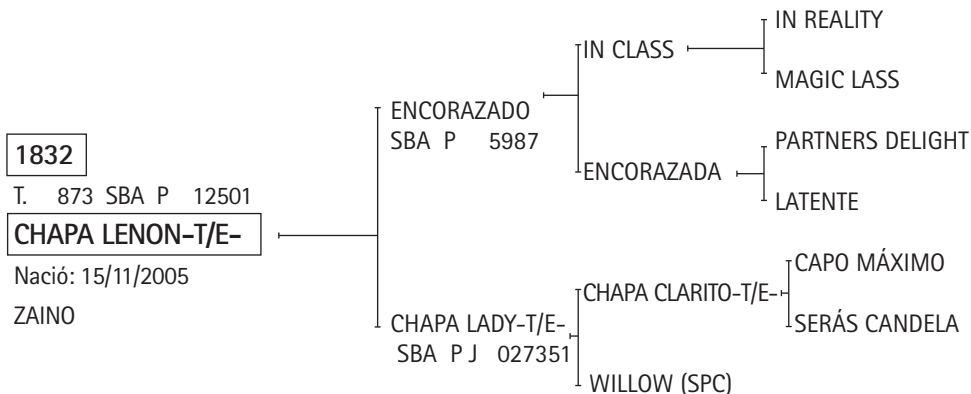 1832
T. 873 SBA P 12501
CHAPA LENON-T/E-
Nació: 15/11/2005
ZAINO
ENCORAZADO
SBA P 5987
CHAPA LADY-T/E-
SBA P J 027351
IN CLASS
ENCORAZADA
CHAPA CLARITO-T/E-
WILLOW (SPC)
IN REALITY
MAGIC LASS
PARTNERS DELIGHT
LATENTE
CAPO MÁXIMO
SERÁS CANDELA